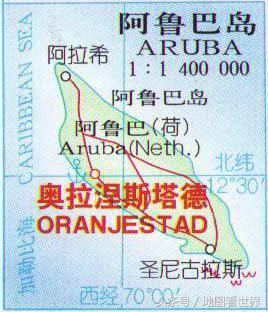 阿鲁巴岛
ARUBA
1:1 400 000
CARIBBEAN SEA
加勒比海
阿拉希
阿鲁巴岛
阿鲁巴(荷)
Aruba(Neth.)
北纬
12°30′
奥拉涅斯塔德
ORANJESTAD
圣尼古拉斯
西经 70°00′
头条号/地图看世界